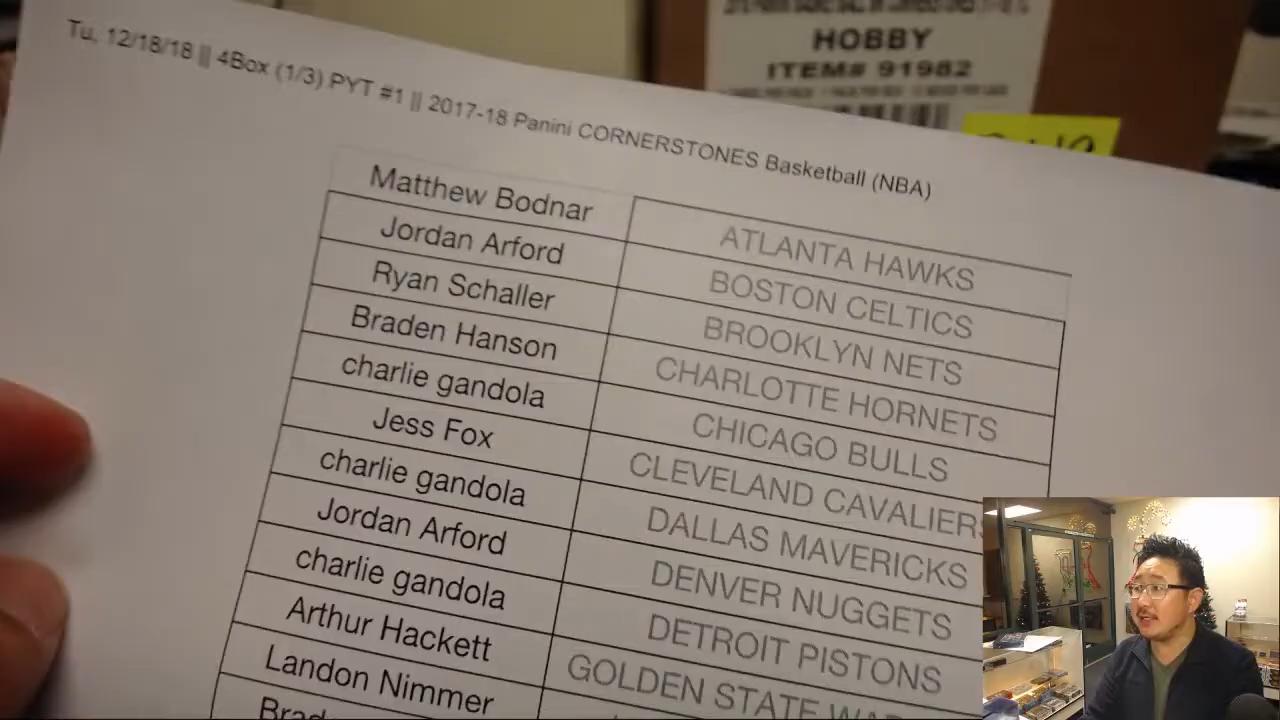 HOBBY
ITEM# 91982
Tu, 12/18/18 || 4Box (1/3) PYT #1 || 2017-18 Panini CORNERSTONES Basketball (NBA)
Matthew Bodnar ATLANTA HAWKS
Jordan Arford BOSTON CELTICS
Ryan Schaller BROOKLYN NETS
Braden Hanson CHARLOTTE HORNETS
charlie gandola CHICAGO BULLS
Jess Fox CLEVELAND CAVALIERS
charlie gandola DALLAS MAVERICKS
Jordan Arford DENVER NUGGETS
charlie gandola DETROIT PISTONS
Arthur Hackett GOLDEN STATE
Landon Nimmer